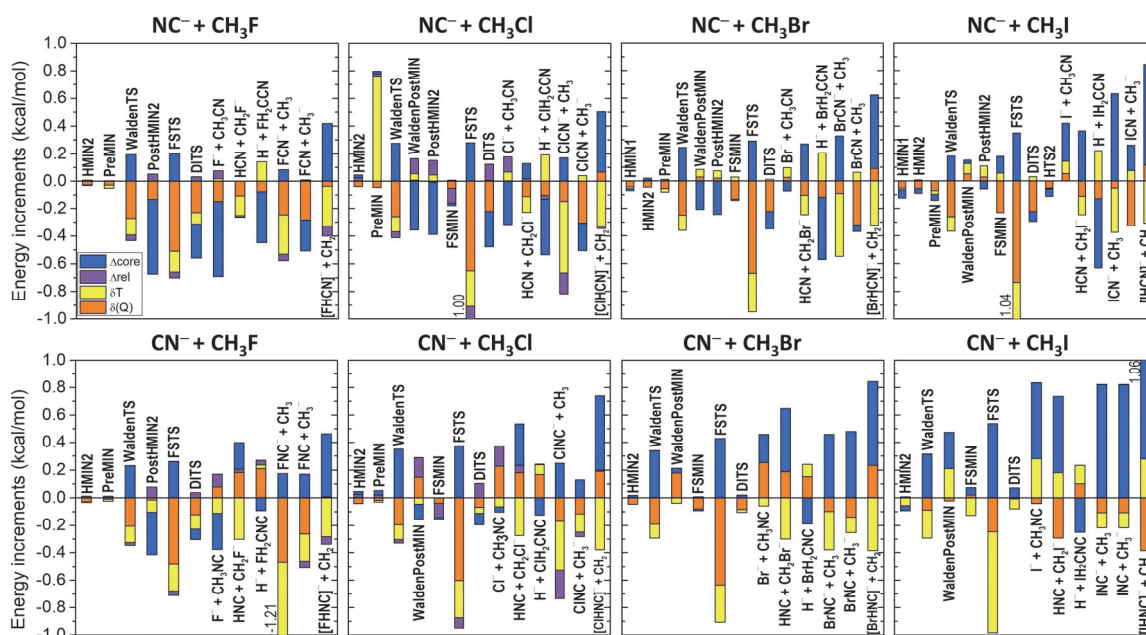 NC⁻ + CH₃F
NC⁻ + CH₃Cl
NC⁻ + CH₃Br
NC⁻ + CH₃I
Energy increments (kcal/mol)
1.0
0.8
0.6
0.4
0.2
0.0
-0.2
-0.4
-0.6
-0.8
-1.0
HMIN2
PreMIN
WaldenTS
PostHMIN2
FSTS
DITS
F⁻ + CH₃CN
HCN + CH₂F⁻
H⁻ + FH₂CCN
FCN⁻ + CH₃
FCN + CH₃⁻
[FHCN]⁻ + CH₂
Δcore
Δrel
δT
δ(Q)
HMIN2
PreMIN
WaldenTS
WaldenPostMIN
PostHMIN2
FSMIN
FSTS
1.00
DITS
Cl⁻ + CH₃CN
HCN + CH₂Cl⁻
H⁻ + ClH₂CCN
ClCN⁻ + CH₃
ClCN + CH₃⁻
[ClHCN]⁻ + CH₂
HMIN1
HMIN2
PreMIN
WaldenTS
WaldenPostMIN
PostHMIN2
FSMIN
FSTS
DITS
Br⁻ + CH₃CN
HCN + CH₂Br⁻
H⁻ + BrH₂CCN
BrCN⁻ + CH₃
BrCN + CH₃⁻
[BrHCN]⁻ + CH₂
HMIN1
HMIN2
PreMIN
WaldenTS
WaldenPostMIN
PostHMIN2
FSMIN
FSTS
1.04
DITS
HTS2
I⁻ + CH₃CN
HCN + CH₂I⁻
H⁻ + IH₂CCN
ICN⁻ + CH₃
ICN + CH₃⁻
[IHCN]⁻ + CH₂
CN⁻ + CH₃F
CN⁻ + CH₃Cl
CN⁻ + CH₃Br
CN⁻ + CH₃I
Energy increments (kcal/mol)
1.0
0.8
0.6
0.4
0.2
0.0
-0.2
-0.4
-0.6
-0.8
-1.0
HMIN2
PreMIN
WaldenTS
PostHMIN2
FSTS
DITS
F⁻ + CH₃NC
HNC + CH₂F⁻
H⁻ + FH₂CNC
-1.21
FNC⁻ + CH₃
FNC + CH₃⁻
[FHNC]⁻ + CH₂
HMIN2
PreMIN
WaldenTS
WaldenPostMIN
FSMIN
FSTS
DITS
Cl⁻ + CH₃NC
HNC + CH₂Cl⁻
H⁻ + ClH₂CNC
ClNC⁻ + CH₃
ClNC + CH₃⁻
[ClHNC]⁻ + CH₂
HMIN2
WaldenTS
WaldenPostMIN
FSMIN
FSTS
DITS
Br⁻ + CH₃NC
HNC + CH₂Br⁻
H⁻ + BrH₂CNC
BrNC⁻ + CH₃
BrNC + CH₃⁻
[BrHNC]⁻ + CH₂
HMIN2
WaldenTS
WaldenPostMIN
FSMIN
FSTS
DITS
I⁻ + CH₃NC
HNC + CH₂I⁻
H⁻ + IH₂CNC
INC⁻ + CH₃
INC + CH₃⁻
1.06